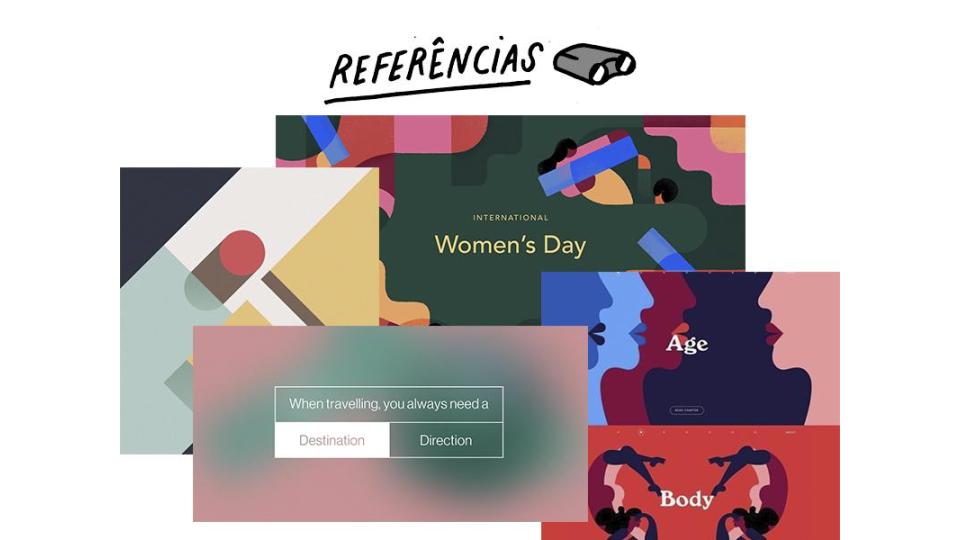 REFERÊNCIAS
INTERNATIONAL
Women's Day
Age
READ CHAPTER
When travelling, you always need a
Destination
Direction
Body